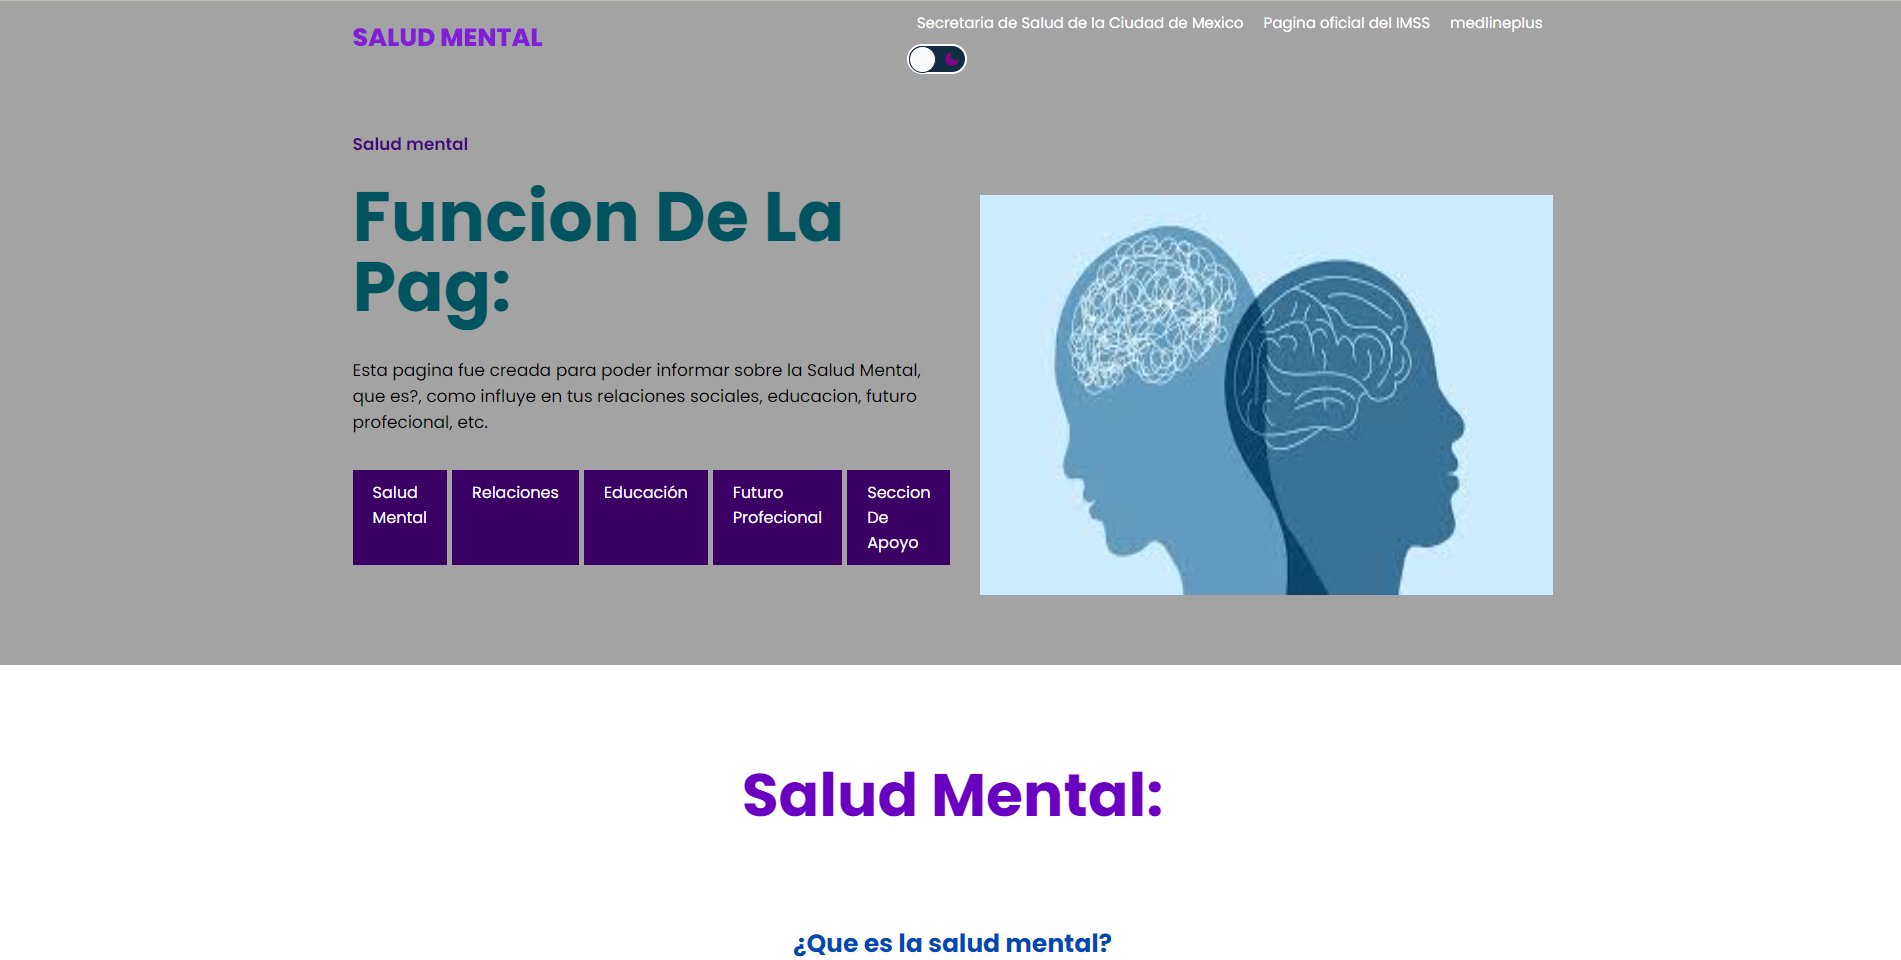 SALUD MENTAL
Secretaria de Salud de la Ciudad de Mexico
Pagina oficial del IMSS
medlineplus
Salud mental
Funcion De La
Pag:
Esta pagina fue creada para poder informar sobre la Salud Mental,
que es?, como influye en tus relaciones sociales, educacion, futuro
profecional, etc.
Salud
Mental
Relaciones
Educación
Futuro
Profecional
Seccion
De
Apoyo
Salud Mental:
¿Que es la salud mental?